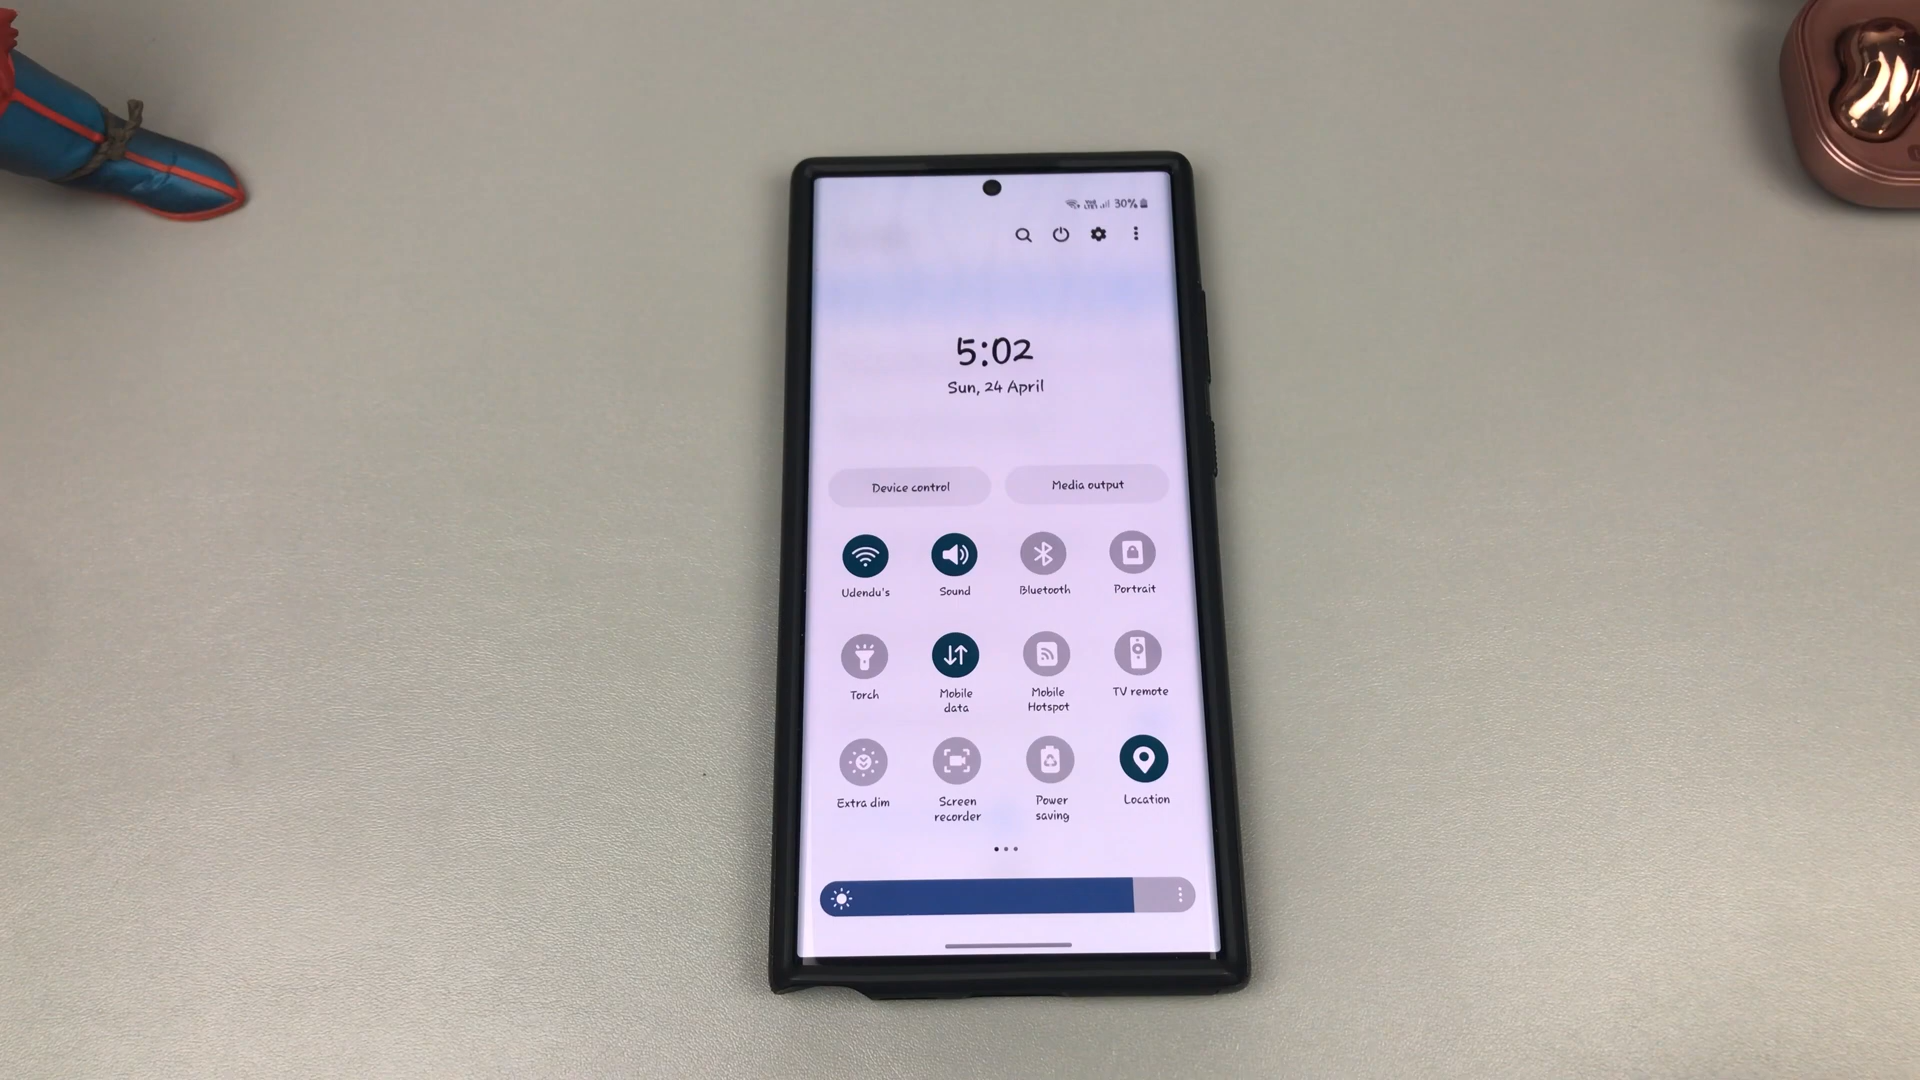 30%
5:02
Sun, 24 April
Device control
Media output
Udendu's
Sound
Bluetooth
Portrait
Torch
Mobile
data
Mobile
Hotspot
TV remote
Extra dim
Screen
recorder
Power
saving
Location